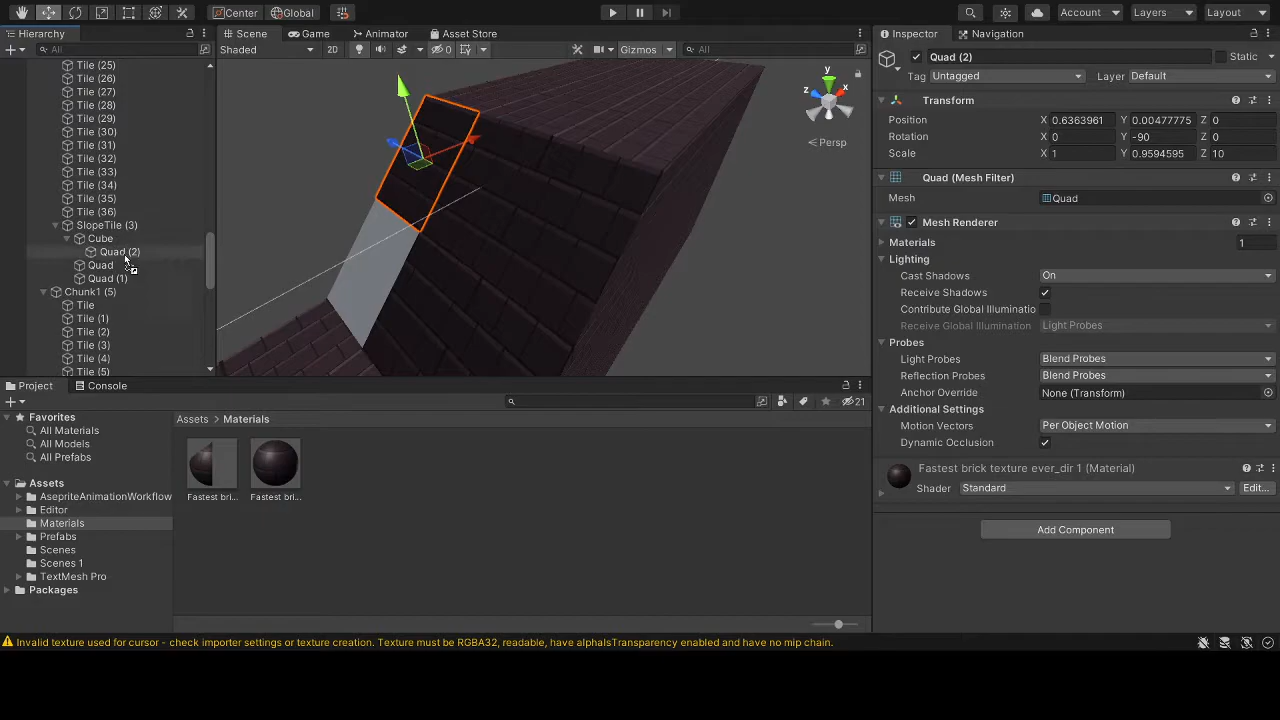 Center
Global
Account
Layers
Layout
Hierarchy
Scene
Game
Animator
Asset Store
Inspector
Navigation
All
Shaded
2D
0
Gizmos
All
Quad (2)
Static
Tag Untagged
Layer Default
Transform
Position X 0.6363961 Y 0.00477775 Z 0
Rotation X 0 Y -90 Z 0
Scale X 1 Y 0.9594595 Z 10
Quad (Mesh Filter)
Mesh Quad
Mesh Renderer
Materials 1
Lighting
Cast Shadows On
Receive Shadows
Contribute Global Illuminatio
Receive Global Illumination Light Probes
Probes
Light Probes Blend Probes
Reflection Probes Blend Probes
Anchor Override None (Transform)
Additional Settings
Motion Vectors Per Object Motion
Dynamic Occlusion
Fastest brick texture ever_dir 1 (Material)
Shader Standard Edit...
Add Component
Tile (25)
Tile (26)
Tile (27)
Tile (28)
Tile (29)
Tile (30)
Tile (31)
Tile (32)
Tile (33)
Tile (34)
Tile (35)
Tile (36)
SlopeTile (3)
Cube
Quad (2)
Quad
Quad (1)
Chunk1 (5)
Tile
Tile (1)
Tile (2)
Tile (3)
Tile (4)
Tile (5)
y
x
z
Persp
Project
Console
21
Favorites
All Materials
All Models
All Prefabs
Assets
AsepriteAnimationWorkflow
Editor
Materials
Prefabs
Scenes
Scenes 1
TextMesh Pro
Packages
Assets > Materials
Fastest bri...
Fastest bri...
Invalid texture used for cursor - check importer settings or texture creation. Texture must be RGBA32, readable, have alphaIsTransparency enabled and have no mip chain.